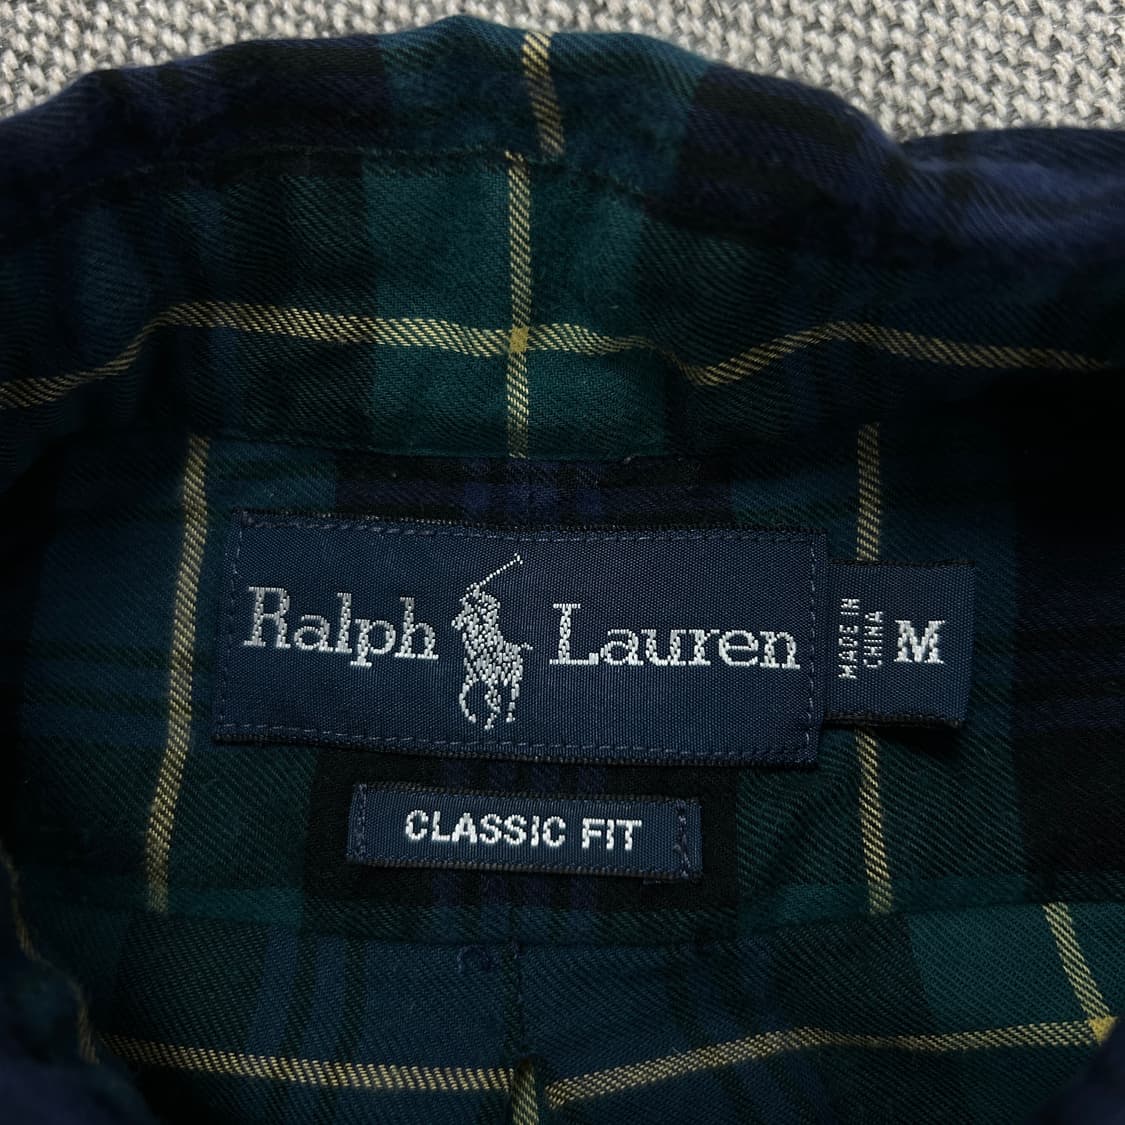 Ralph Lauren
MADE IN
CHINA
M
CLASSIC FIT